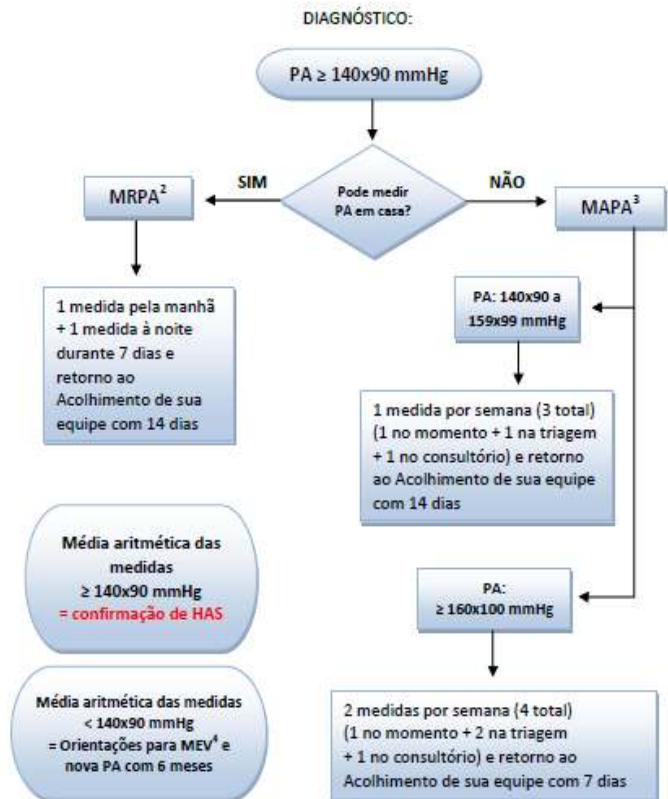 DIAGNÓSTICO:
PA ≥ 140x90 mmHg
Pode medir
PA em casa?
SIM
NÃO
MRPA²
MAPA³
1 medida pela manhã
+ 1 medida à noite
durante 7 dias e
retorno ao
Acolhimento de sua
equipe com 14 dias
PA: 140x90 a
159x99 mmHg
1 medida por semana (3 total)
(1 no momento + 1 na triagem
+ 1 no consultório) e retorno
ao Acolhimento de sua equipe
com 14 dias
Média aritmética das
medidas
≥ 140x90 mmHg
= confirmação de HAS
PA:
≥ 160x100 mmHg
Média aritmética das medidas
< 140x90 mmHg
= Orientações para MEV⁴ e
nova PA com 6 meses
2 medidas por semana (4 total)
(1 no momento + 2 na triagem
+ 1 no consultório) e retorno ao
Acolhimento de sua equipe com 7 dias